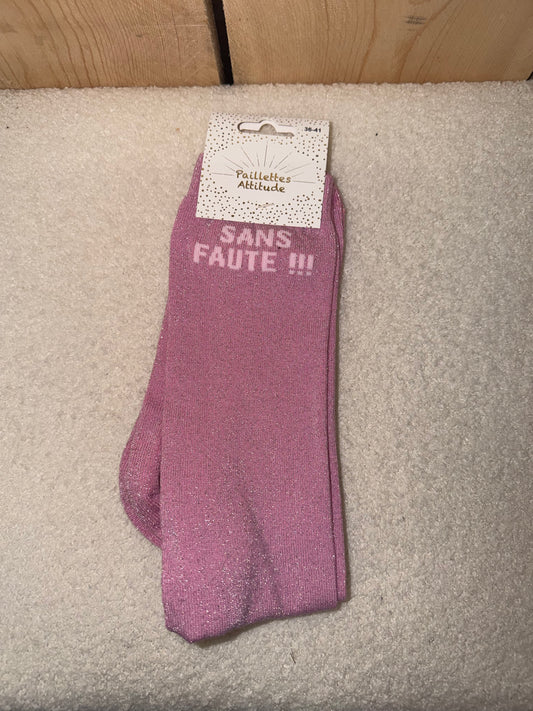 36-41
Paillettes
Attitude
SANS
FAUTE !!!